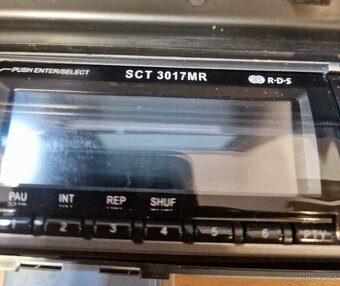 PUSH ENTER/SELECT SCT 3017MR R·D·S
PAU INT REP SHUF
2 3 4 5 6 PTY